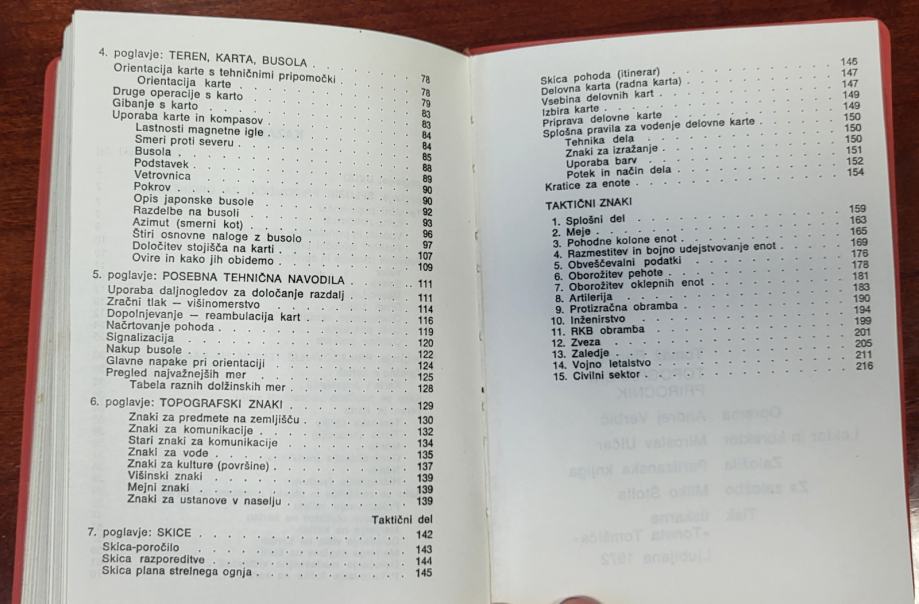 4. poglavje: TEREN, KARTA, BUSOLA . . . . . . 78
Orientacija karte s tehničnimi pripomočki . . . . . 78
Orientacija karte . . . . . . . . . 79
Druge operacije s karto . . . . . . . . 83
Gibanje s karto . . . . . . . . . . 83
Uporaba karte in kompasov . . . . . . . 84
Lastnosti magnetne igle . . . . . . . 84
Smeri proti severu . . . . . . . . 85
Busola . . . . . . . . . . . 88
Podstavek . . . . . . . . . . 89
Vetrovnica . . . . . . . . . . 90
Pokrov . . . . . . . . . . . 90
Opis japonske busole . . . . . . . 92
Razdelbe na busoli . . . . . . . . 93
Azimut (smerni kot) . . . . . . . . 96
Štiri osnovne naloge z busolo . . . . . 97
Določitev stojišča na karti . . . . . . 107
Ovire in kako jih obidemo . . . . . . 109
5. poglavje: POSEBNA TEHNIČNA NAVODILA . . . . 111
Uporaba daljnogledov za določanje razdalj . . . . 111
Zračni tlak — višinomerstvo . . . . . . . 114
Dopolnjevanje — reambulacija kart . . . . . . 116
Načrtovanje pohoda . . . . . . . . . 119
Signalizacija . . . . . . . . . . . 120
Nakup busole . . . . . . . . . . 122
Glavne napake pri orientaciji . . . . . . . 124
Pregled najvažnejših mer . . . . . . . . 125
Tabela raznih dolžinskih mer . . . . . . 128
6. poglavje: TOPOGRAFSKI ZNAKI . . . . . . 129
Znaki za predmete na zemljišču . . . . . 130
Znaki za komunikacije . . . . . . . 132
Stari znaki za komunikacije . . . . . . 134
Znaki za vode . . . . . . . . . 135
Znaki za kulture (površine) . . . . . . 137
Višinski znaki . . . . . . . . . 139
Mejni znaki . . . . . . . . . . 139
Znaki za ustanove v naselju . . . . . . 139
Taktični del
7. poglavje: SKICE . . . . . . . . . 142
Skica-poročilo . . . . . . . . . . 143
Skica razporeditve . . . . . . . . . 144
Skica plana strelnega ognja . . . . . . . 145
Skica pohoda (itinerar) . . . . . . . . 146
Delovna karta (radna karta) . . . . . . . 147
Vsebina delovnih kart . . . . . . . . 147
Izbira karte . . . . . . . . . . . 149
Priprava delovne karte . . . . . . . . 149
Splošna pravila za vodenje delovne karte . . . . 150
Tehnika dela . . . . . . . . . 150
Znaki za izražanje . . . . . . . . 150
Uporaba barv . . . . . . . . . 151
Potek in način dela . . . . . . . 152
Kratice za enote . . . . . . . . . 154
TAKTIČNI ZNAKI
1. Splošni del . . . . . . . . . . 159
2. Meje . . . . . . . . . . . . 163
3. Pohodne kolone enot . . . . . . . 165
4. Razmestitev in bojno udejstvovanje enot . . . 169
5. Obveščevalni podatki . . . . . . . 176
6. Oborožitev pehote . . . . . . . . 178
7. Oborožitev oklepnih enot . . . . . . 181
8. Artilerija . . . . . . . . . . . 183
9. Protizračna obramba . . . . . . . 190
10. Inženirstvo . . . . . . . . . . 194
11. RKB obramba . . . . . . . . . 199
12. Zveza . . . . . . . . . . . 201
13. Zaledje . . . . . . . . . . . 205
14. Vojno letalstvo . . . . . . . . . 211
15. Civilni sektor . . . . . . . . . 216